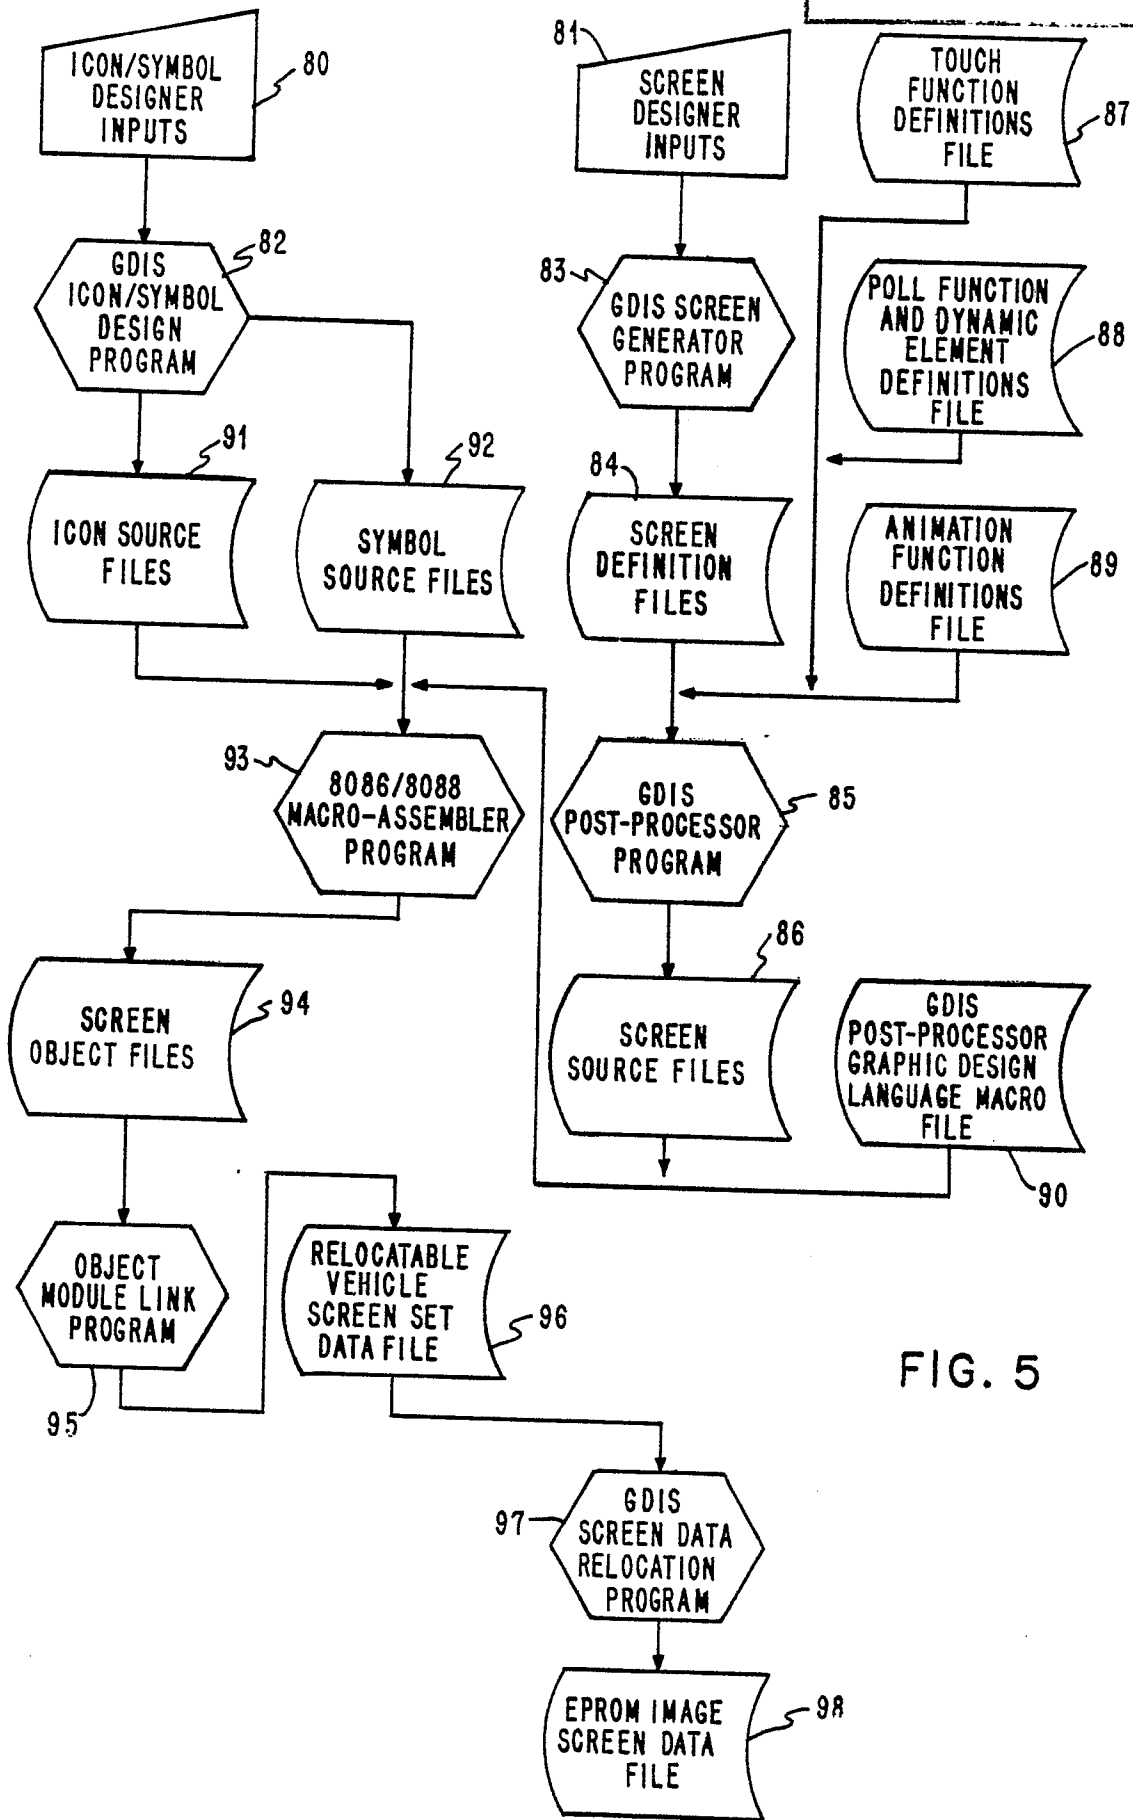 ICON/SYMBOL
DESIGNER
INPUTS
80
81
SCREEN
DESIGNER
INPUTS
TOUCH
FUNCTION
DEFINITIONS
FILE
87
82
GDIS
ICON/SYMBOL
DESIGN
PROGRAM
83
GDIS SCREEN
GENERATOR
PROGRAM
POLL FUNCTION
AND DYNAMIC
ELEMENT
DEFINITIONS
FILE
88
91
ICON SOURCE
FILES
92
SYMBOL
SOURCE FILES
84
SCREEN
DEFINITION
FILES
ANIMATION
FUNCTION
DEFINITIONS
FILE
89
93
8086/8088
MACRO-ASSEMBLER
PROGRAM
GDIS
POST-PROCESSOR
PROGRAM
85
94
SCREEN
OBJECT FILES
86
SCREEN
SOURCE FILES
GDIS
POST-PROCESSOR
GRAPHIC DESIGN
LANGUAGE MACRO
FILE
90
OBJECT
MODULE LINK
PROGRAM
95
RELOCATABLE
VEHICLE
SCREEN SET
DATA FILE
96
FIG. 5
97
GDIS
SCREEN DATA
RELOCATION
PROGRAM
EPROM IMAGE
SCREEN DATA
FILE
98